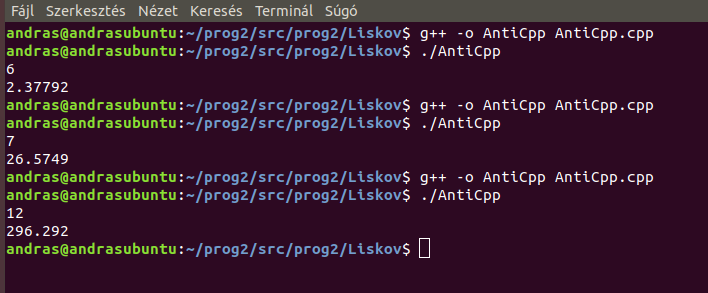 Fájl Szerkesztés Nézet Keresés Terminál Súgó
andras@andrasubuntu:~/prog2/src/prog2/Liskov$ g++ -o AntiCpp AntiCpp.cpp
andras@andrasubuntu:~/prog2/src/prog2/Liskov$ ./AntiCpp
6
2.37792
andras@andrasubuntu:~/prog2/src/prog2/Liskov$ g++ -o AntiCpp AntiCpp.cpp
andras@andrasubuntu:~/prog2/src/prog2/Liskov$ ./AntiCpp
7
26.5749
andras@andrasubuntu:~/prog2/src/prog2/Liskov$ g++ -o AntiCpp AntiCpp.cpp
andras@andrasubuntu:~/prog2/src/prog2/Liskov$ ./AntiCpp
12
296.292
andras@andrasubuntu:~/prog2/src/prog2/Liskov$